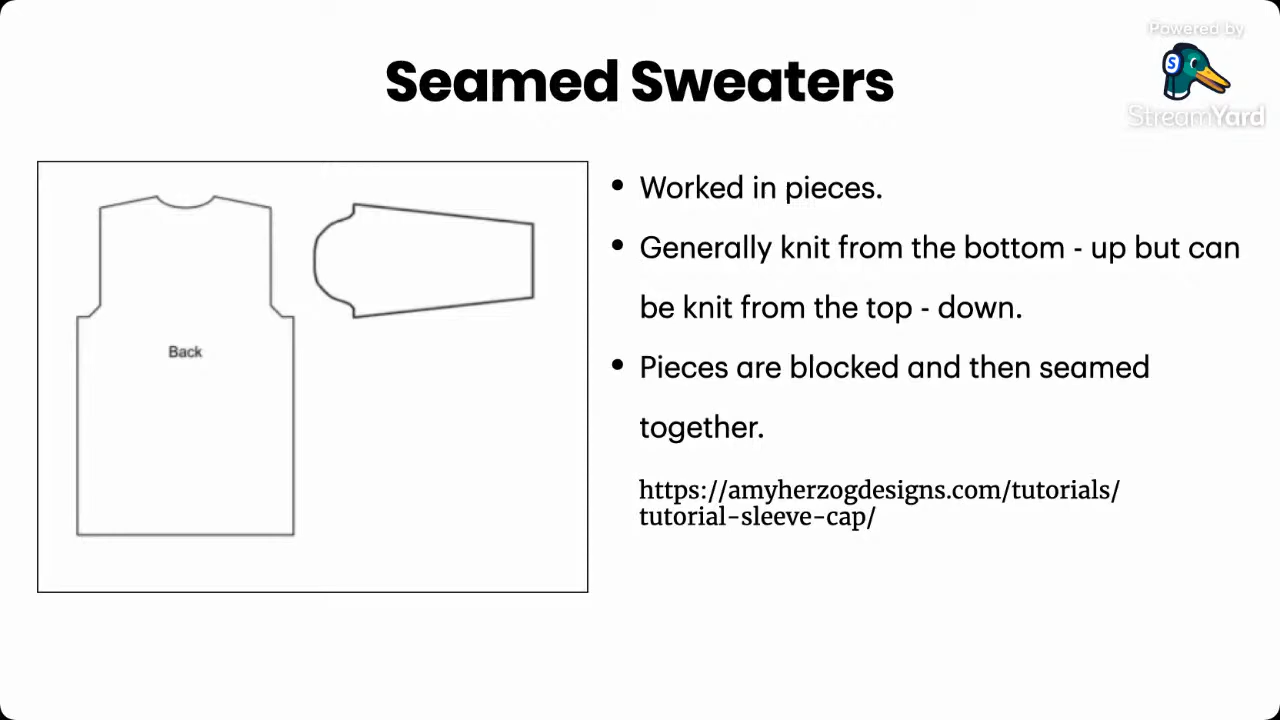 Powered by
StreamYard
Seamed Sweaters
Back
• Worked in pieces.
• Generally knit from the bottom - up but can
be knit from the top - down.
• Pieces are blocked and then seamed
together.
https://amyherzogdesigns.com/tutorials/
tutorial-sleeve-cap/